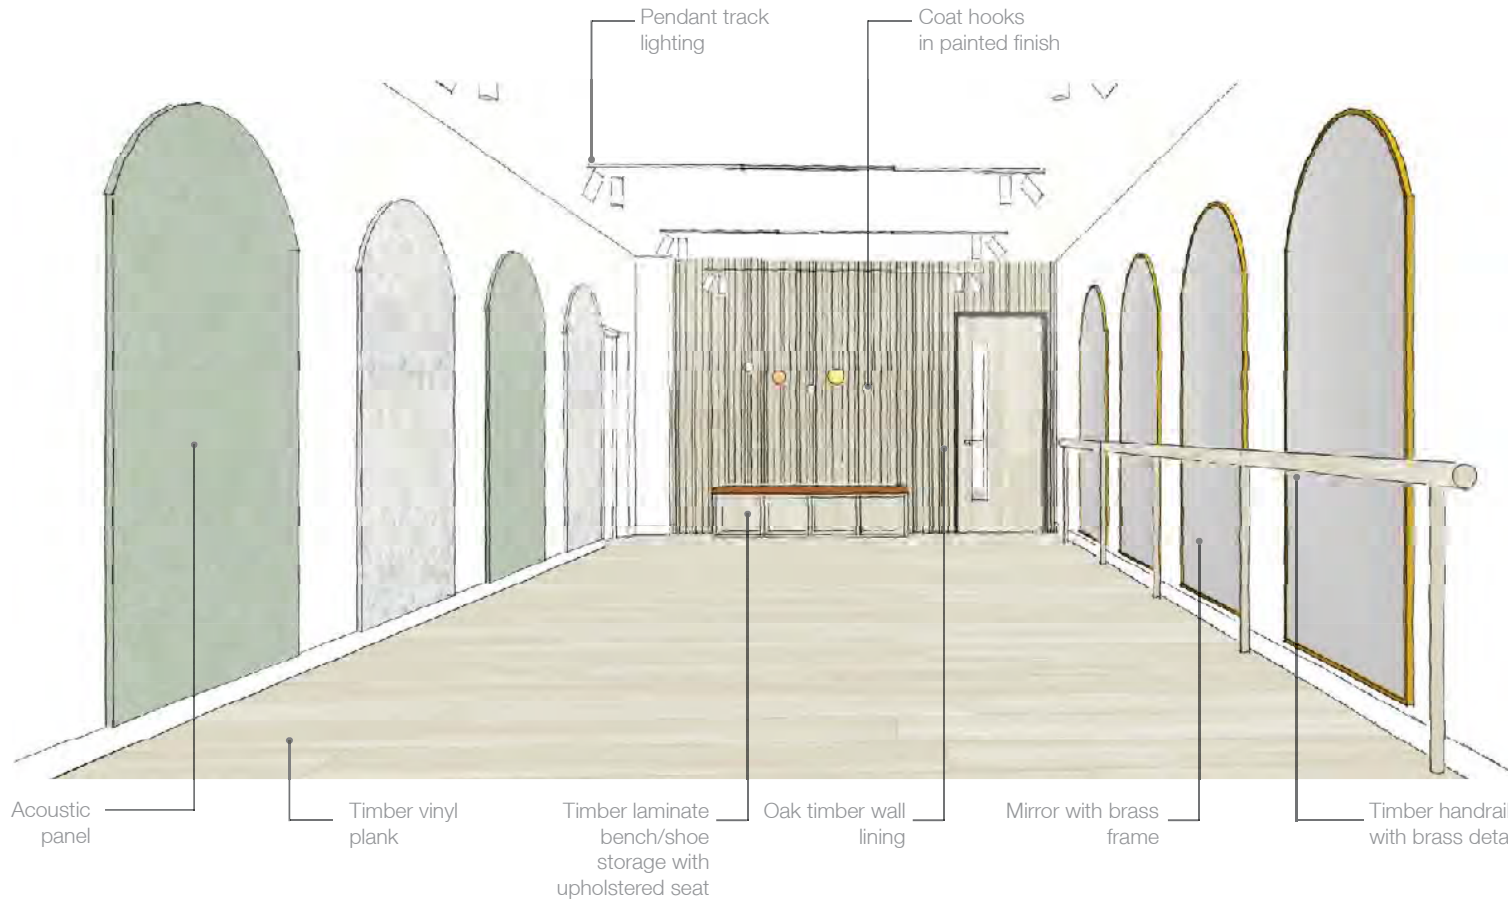 Pendant track
lighting
Coat hooks
in painted finish
Acoustic
panel
Timber vinyl
plank
Timber laminate
bench/shoe
storage with
upholstered seat
Oak timber wall
lining
Mirror with brass
frame
Timber handrail
with brass deta